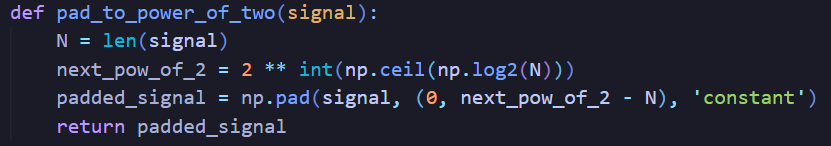 def pad_to_power_of_two(signal):
    N = len(signal)
    next_pow_of_2 = 2 ** int(np.ceil(np.log2(N)))
    padded_signal = np.pad(signal, (0, next_pow_of_2 - N), 'constant')
    return padded_signal